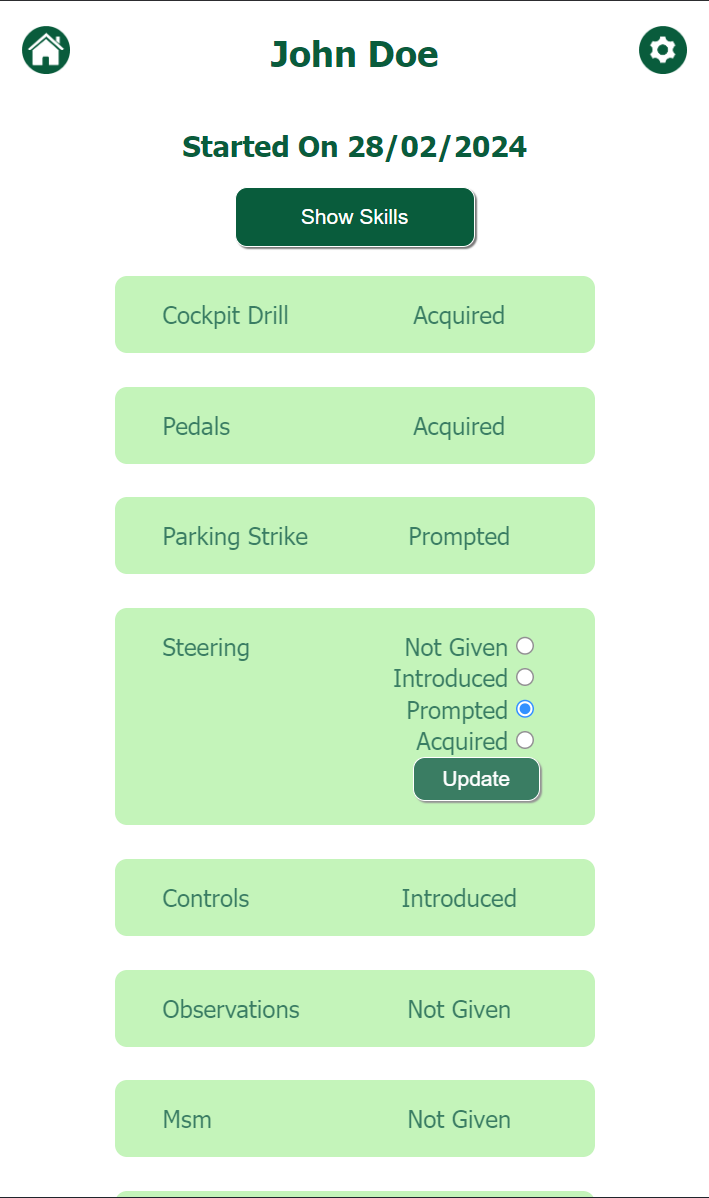 John Doe
Started On 28/02/2024
Show Skills
Cockpit Drill Acquired
Pedals Acquired
Parking Strike Prompted
Steering Not Given
Introduced
Prompted
Acquired
Update
Controls Introduced
Observations Not Given
Msm Not Given